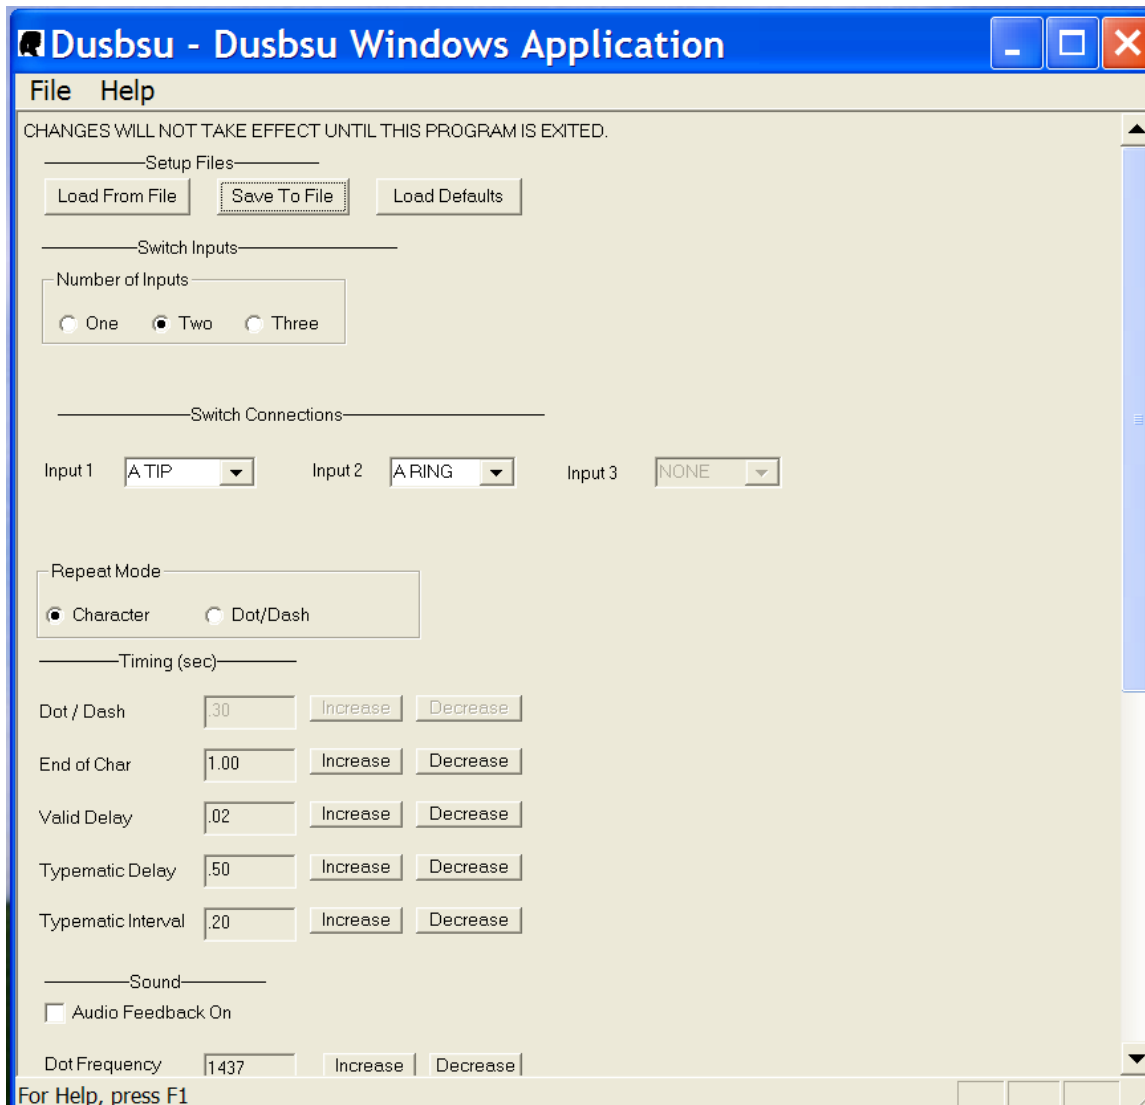 Dusbsu - Dusbsu Windows Application
File Help
CHANGES WILL NOT TAKE EFFECT UNTIL THIS PROGRAM IS EXITED.
Setup Files
Load From File Save To File Load Defaults
Switch Inputs
Number of Inputs
One Two Three
Switch Connections
Input 1 A TIP Input 2 A RING Input 3 NONE
Repeat Mode
Character Dot/Dash
Timing (sec)
Dot / Dash .30 Increase Decrease
End of Char 1.00 Increase Decrease
Valid Delay .02 Increase Decrease
Typematic Delay .50 Increase Decrease
Typematic Interval .20 Increase Decrease
Sound
Audio Feedback On
Dot Frequency 1437 Increase Decrease
For Help, press F1